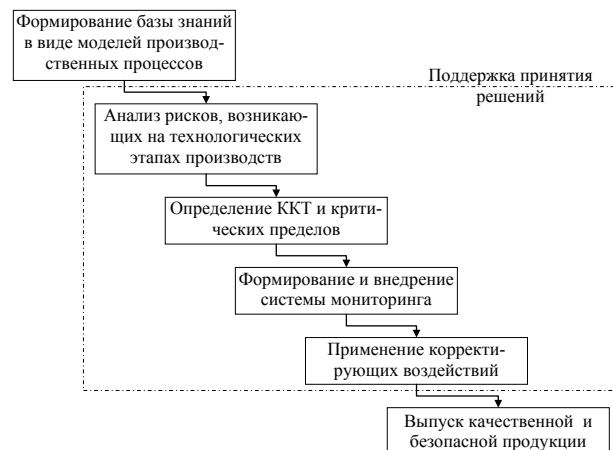 Формирование базы знаний
в виде моделей производ-
ственных процессов
Поддержка принятия
решений
Анализ рисков, возникаю-
щих на технологических
этапах производств
Определение ККТ и крити-
ческих пределов
Формирование и внедрение
системы мониторинга
Применение корректи-
рующих воздействий
Выпуск качественной и
безопасной продукции